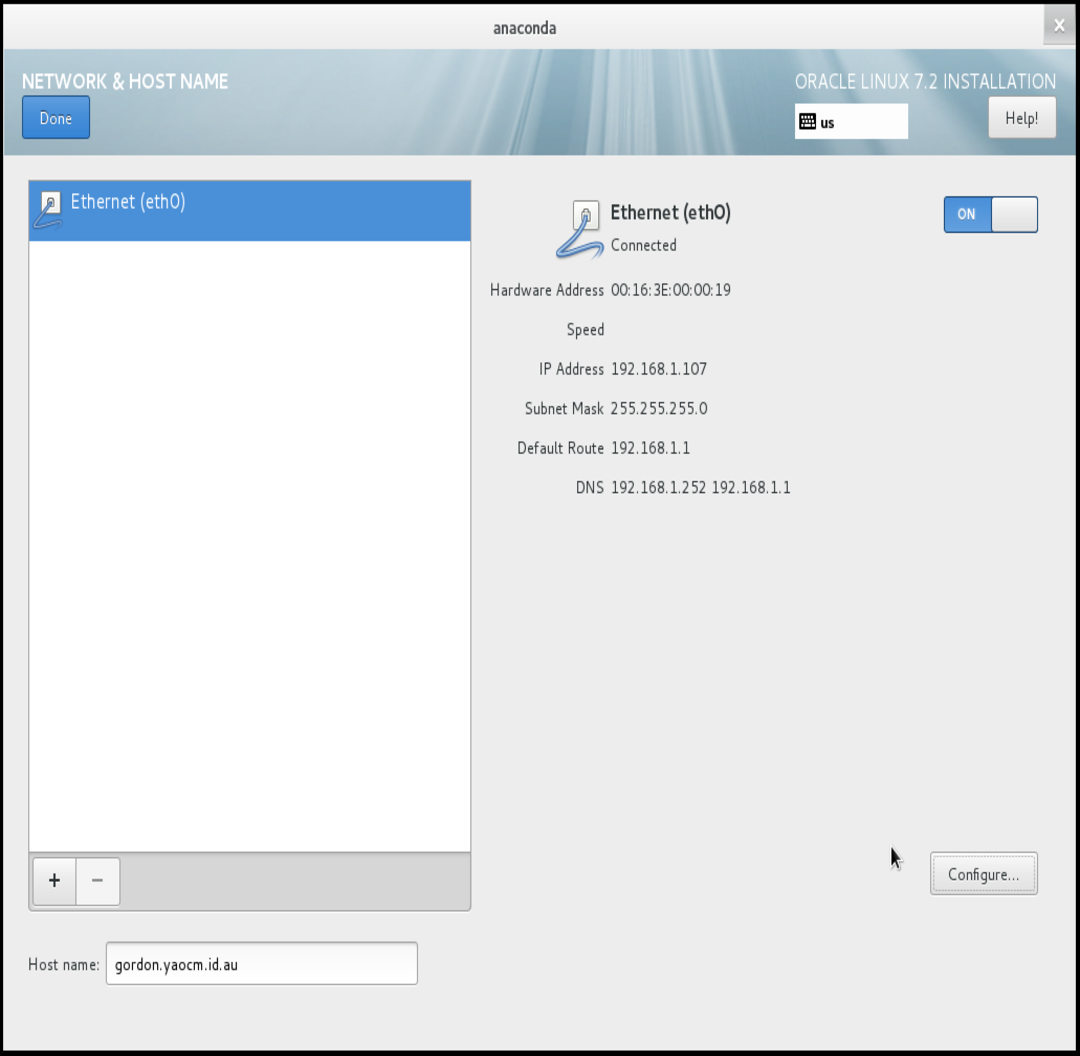 anaconda
X
NETWORK & HOST NAME
ORACLE LINUX 7.2 INSTALLATION
Done
us
Help!
Ethernet (eth0)
Ethernet (eth0)
ON
Connected
Hardware Address 00:16:3E:00:00:19
Speed
IP Address 192.168.1.107
Subnet Mask 255.255.255.0
Default Route 192.168.1.1
DNS 192.168.1.252 192.168.1.1
+ −
Configure...
Host name: gordon.yaocm.id.au